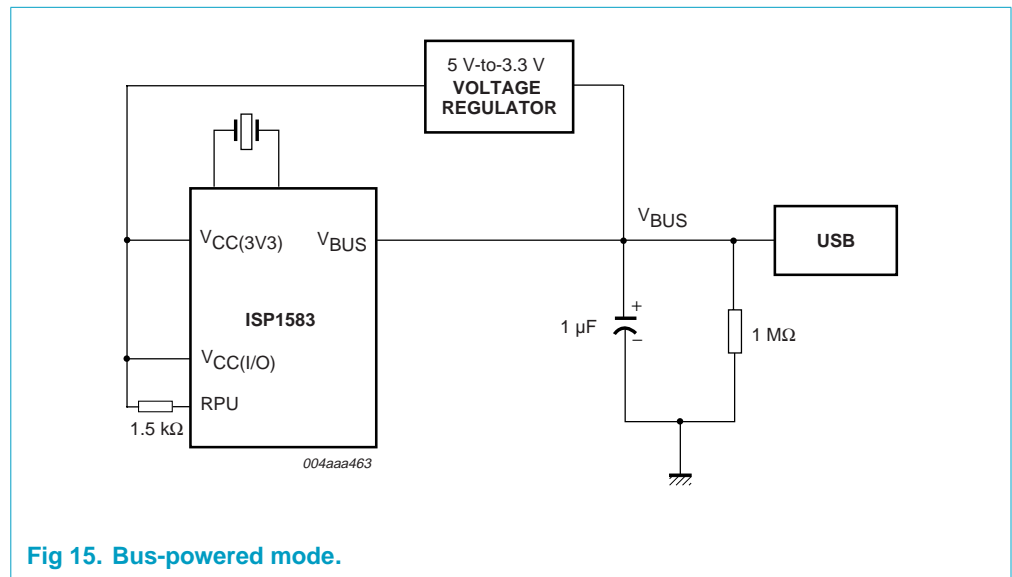 5 V-to-3.3 V
VOLTAGE
REGULATOR
VCC(3V3)
VBUS
VBUS
USB
ISP1583
1 µF
+
−
1 MΩ
VCC(I/O)
RPU
1.5 kΩ
004aaa463
Fig 15. Bus-powered mode.